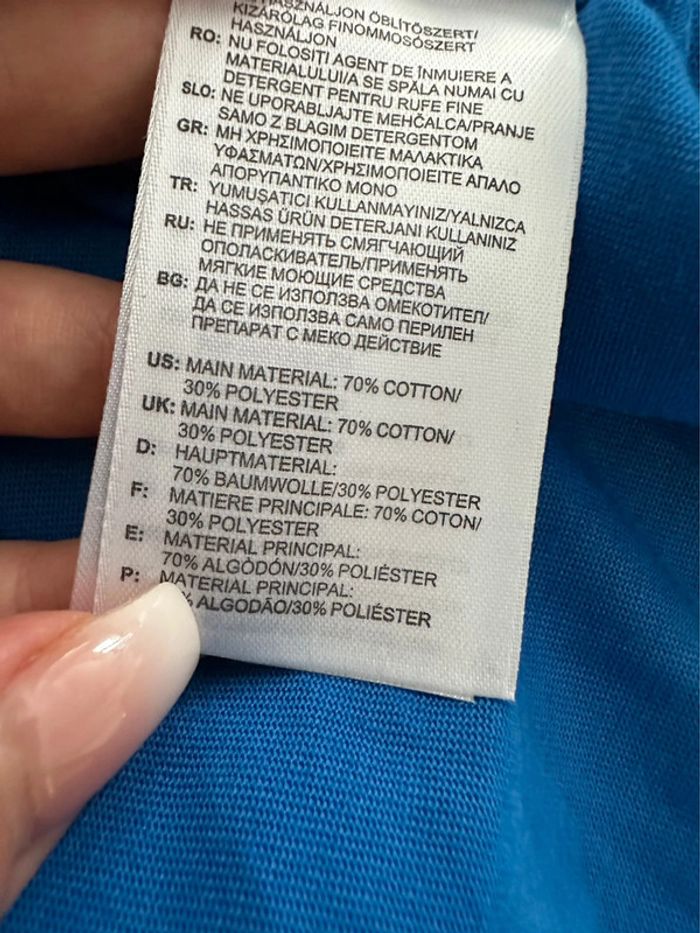 HASZNÁLJON ÖBLÍTŐSZERT/
KIZÁRÓLAG FINOMMOSÓSZERT
HASZNÁLJON
RO: NU FOLOSIȚI AGENT DE ÎNMUIERE A
MATERIALULUI/A SE SPĂLA NUMAI CU
DETERGENT PENTRU RUFE FINE
SLO: NE UPORABLJAJTE MEHČALCA/PRANJE
SAMO Z BLAGIM DETERGENTOM
GR: ΜΗ ΧΡΗΣΙΜΟΠΟΙΕΙΤΕ ΜΑΛΑΚΤΙΚΑ
ΥΦΑΣΜΑΤΩΝ/ΧΡΗΣΙΜΟΠΟΙΕΙΤΕ ΑΠΑΛΟ
ΑΠΟΡΥΠΑΝΤΙΚΟ ΜΟΝΟ
TR: YUMUŞATICI KULLANMAYINIZ/YALNIZCA
HASSAS ÜRÜN DETERJANI KULLANINIZ
RU: НЕ ПРИМЕНЯТЬ СМЯГЧАЮЩИЙ
ОПОЛАСКИВАТЕЛЬ/ПРИМЕНЯТЬ
МЯГКИЕ МОЮЩИЕ СРЕДСТВА
BG: ДА НЕ СЕ ИЗПОЛЗВА ОМЕКОТИТЕЛ/
ДА СЕ ИЗПОЛЗВА САМО ПЕРИЛЕН
ПРЕПАРАТ С МЕКО ДЕЙСТВИЕ
US: MAIN MATERIAL: 70% COTTON/
30% POLYESTER
UK: MAIN MATERIAL: 70% COTTON/
30% POLYESTER
D: HAUPTMATERIAL:
70% BAUMWOLLE/30% POLYESTER
F: MATIERE PRINCIPALE: 70% COTON/
30% POLYESTER
E: MATERIAL PRINCIPAL:
70% ALGÒDÓN/30% POLIÉSTER
P: MATERIAL PRINCIPAL:
% ALGODÃO/30% POLIÉSTER